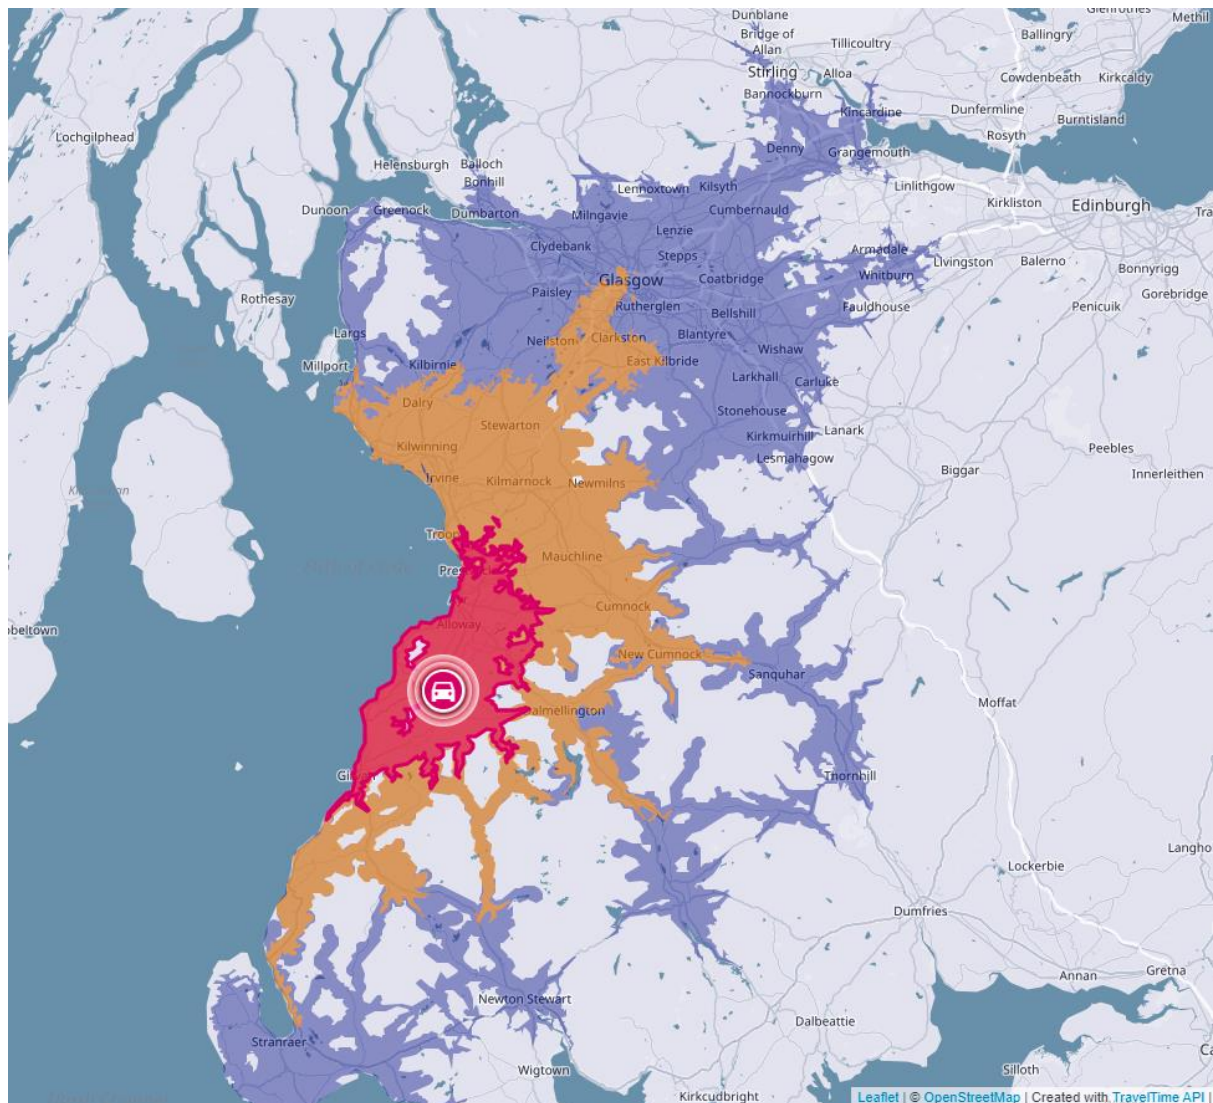 Dunblane
Glenrothes
Methil
Bridge of
Allan
Tillicoultry
Ballingry
Stirling
Alloa
Cowdenbeath
Kirkcaldy
Bannockburn
Kincardine
Dunfermline
Burntisland
Lochgilphead
Rosyth
Helensburgh
Balloch
Bonhill
Denny
Grangemouth
Lennoxtown
Kilsyth
Linlithgow
Kirkliston
Edinburgh
Dunoon
Greenock
Dumbarton
Milngavie
Cumbernauld
Lenzie
Clydebank
Stepps
Armadale
Livingston
Balerno
Bonnyrigg
Glasgow
Coatbridge
Whitburn
Rothesay
Paisley
Rutherglen
Bellshill
Fauldhouse
Penicuik
Gorebridge
Largs
Neilston
Clarkston
Blantyre
Wishaw
Millport
Kilbirnie
East Kilbride
Larkhall
Carluke
Dalry
Stewarton
Stonehouse
Lanark
Kilwinning
Kirkmuirhill
Peebles
Lesmahagow
Biggar
Innerleithen
Irvine
Kilmarnock
Newmilns
Troon
Mauchline
Cumnock
Alloway
New Cumnock
Sanquhar
Moffat
Thornhill
Lockerbie
Dumfries
Annan
Gretna
Newton Stewart
Dalbeattie
Stranraer
Wigtown
Silloth
Kirkcudbright
Leaflet | © OpenStreetMap | Created with TravelTime API |